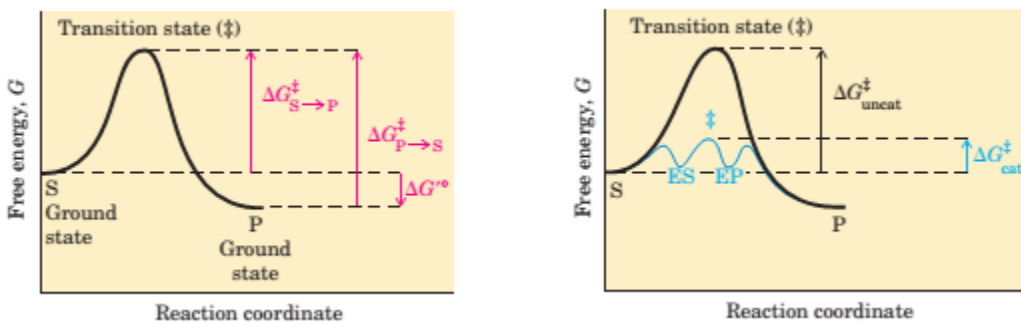 Transition state (‡)
Free energy, G
ΔG‡S→P
ΔG‡P→S
ΔG′°
S
Ground
state
P
Ground
state
Reaction coordinate
Transition state (‡)
Free energy, G
ΔG‡uncat
‡
ΔG‡cat
ES
EP
S
P
Reaction coordinate